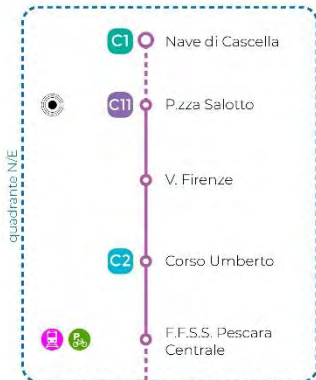 C1 Nave di Cascella
C11 P.zza Salotto
V. Firenze
C2 Corso Umberto
P
F.F.S.S. Pescara
Centrale
quadrante N/E